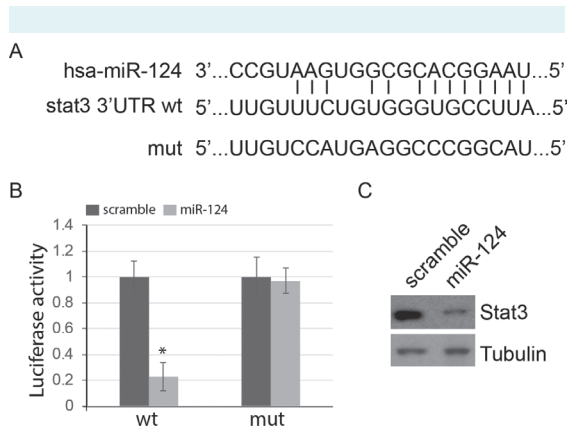 A
hsa-miR-124 3'...CCGUAAGUGGCGCACGGAAU...5'
stat3 3'UTR wt 5'...UUGUUUCUGUGGGUGCCUUA...5'
mut 5'...UUGUCCAUGAGGCCCGGCAU...5'
B
scramble miR-124
Luciferase activity
1.4
1.2
1
0.8
0.6
0.4
0.2
0
*
wt mut
C
scramble miR-124
Stat3
Tubulin